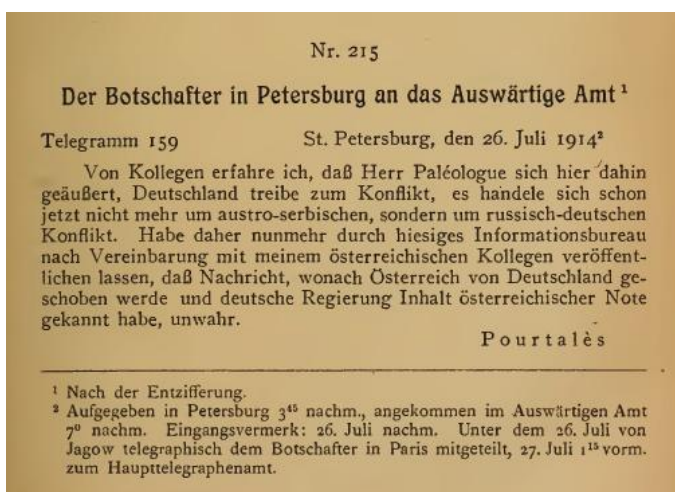 Nr. 215
Der Botschafter in Petersburg an das Auswärtige Amt ¹
Telegramm 159 St. Petersburg, den 26. Juli 1914²
Von Kollegen erfahre ich, daß Herr Paléologue sich hier dahin
geäußert, Deutschland treibe zum Konflikt, es handele sich schon
jetzt nicht mehr um austro-serbischen, sondern um russisch-deutschen
Konflikt. Habe daher nunmehr durch hiesiges Informationsbureau
nach Vereinbarung mit meinem österreichischen Kollegen veröffent-
lichen lassen, daß Nachricht, wonach Österreich von Deutschland ge-
schoben werde und deutsche Regierung Inhalt österreichischer Note
gekannt habe, unwahr.
Pourtalès
¹ Nach der Entzifferung.
² Aufgegeben in Petersburg 3⁴⁵ nachm., angekommen im Auswärtigen Amt
7⁰ nachm. Eingangsvermerk: 26. Juli nachm. Unter dem 26. Juli von
Jagow telegraphisch dem Botschafter in Paris mitgeteilt, 27. Juli 1¹⁵ vorm.
zum Haupttelegraphenamt.